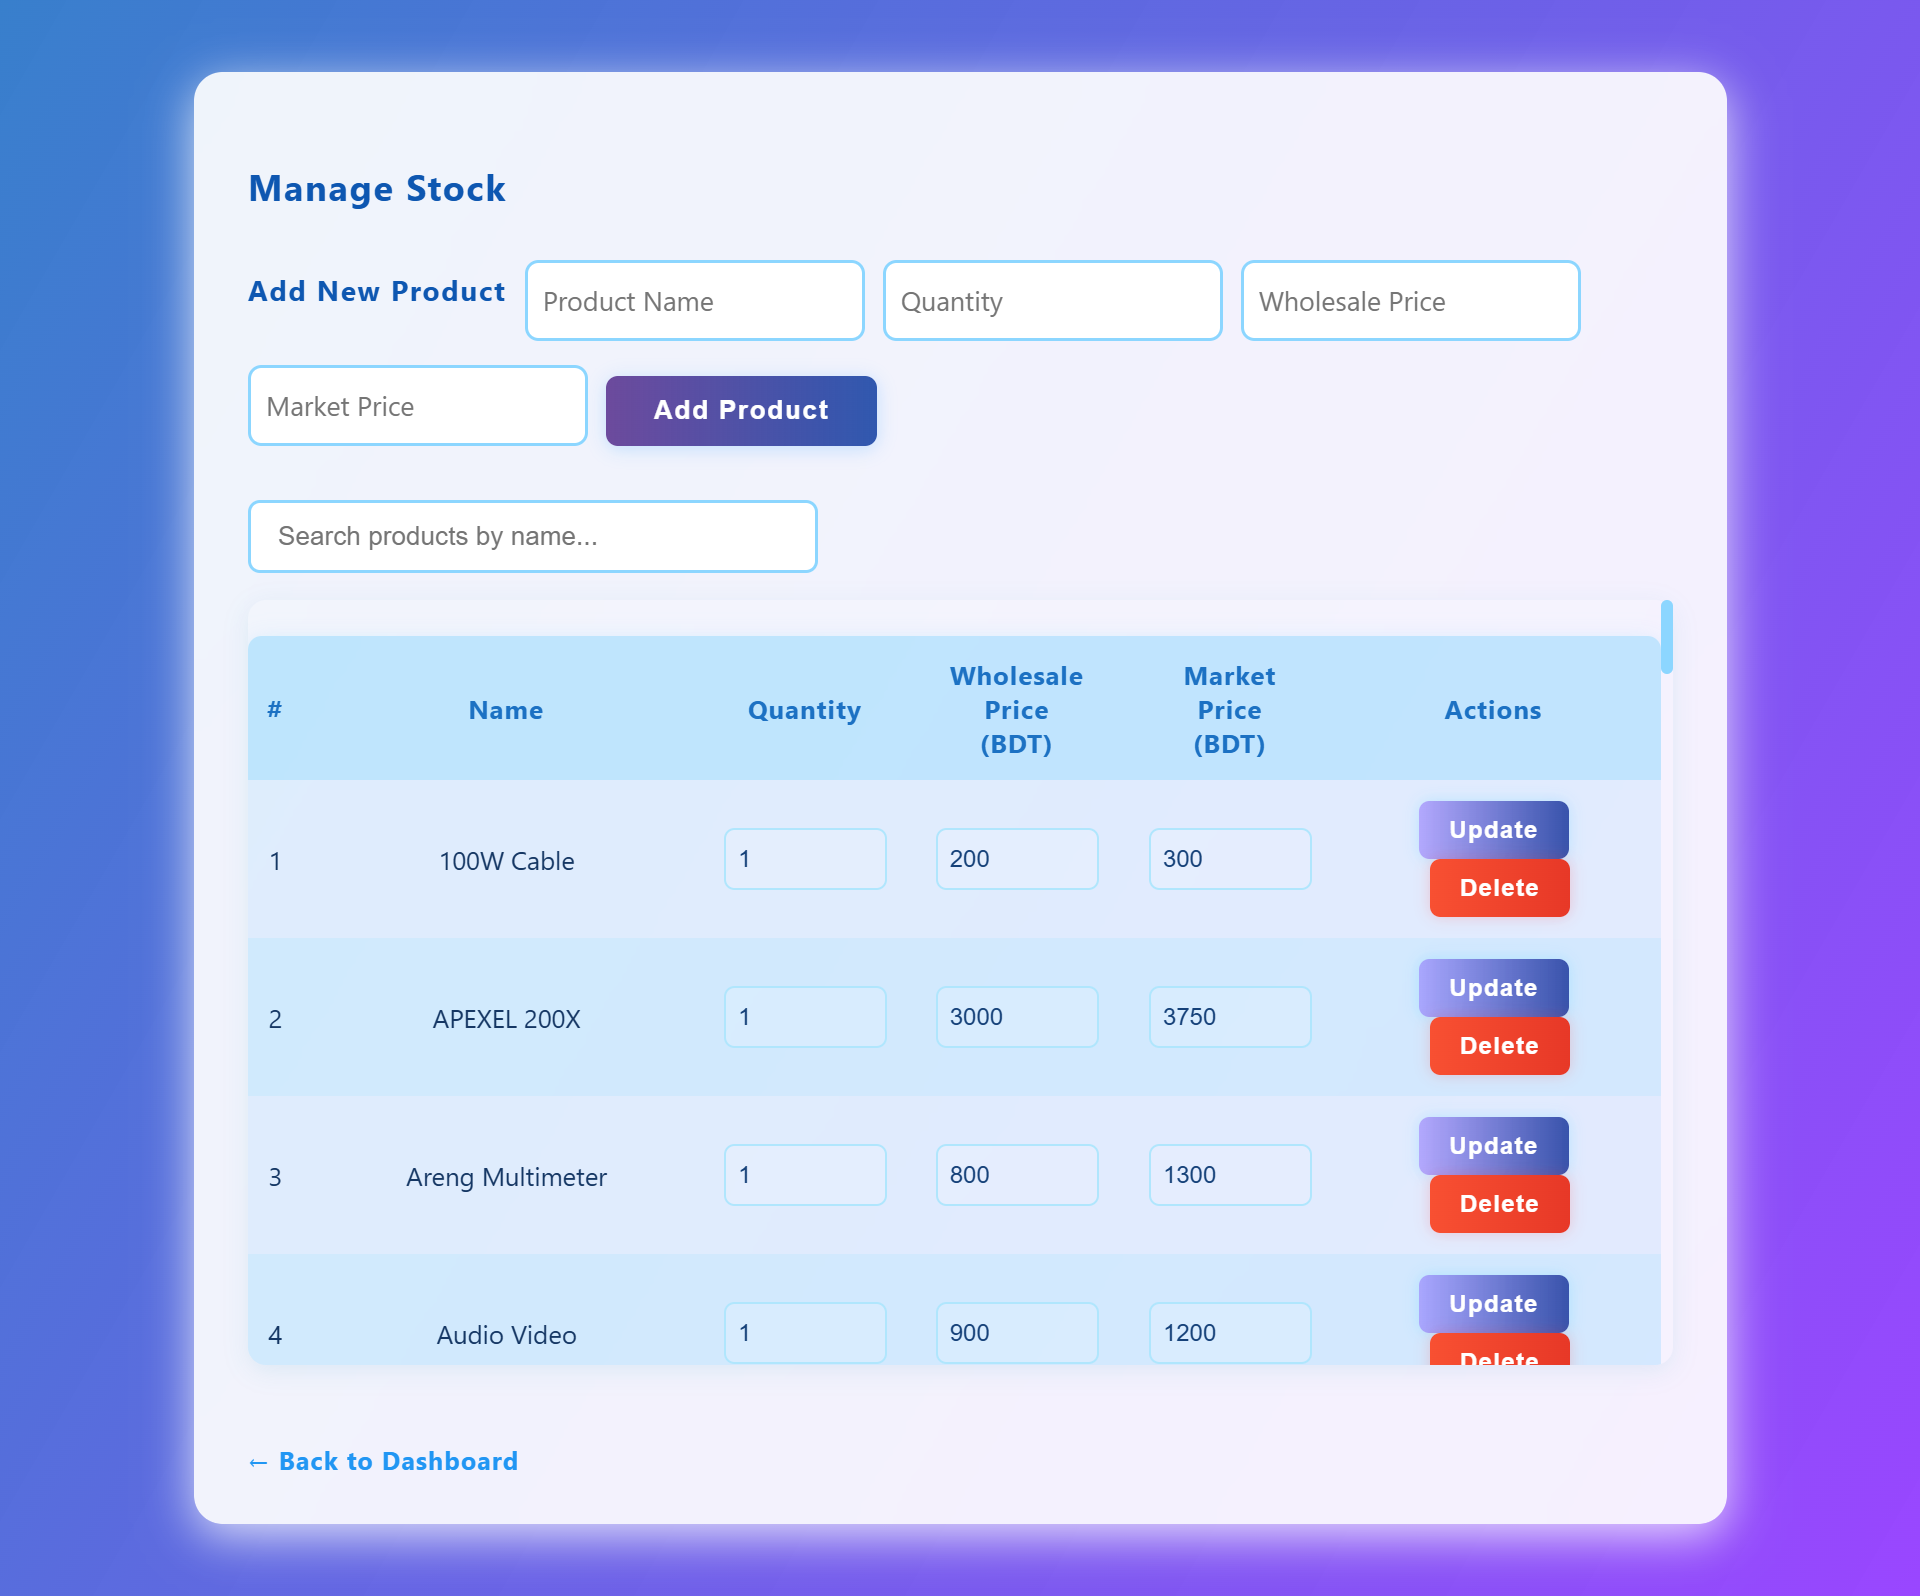 Manage Stock
Add New Product
Product Name
Quantity
Wholesale Price
Market Price
Add Product
Search products by name...
# Name Quantity Wholesale Price (BDT) Market Price (BDT) Actions
1 100W Cable 1 200 300 Update
Delete
2 APEXEL 200X 1 3000 3750 Update
Delete
3 Areng Multimeter 1 800 1300 Update
Delete
4 Audio Video 1 900 1200 Update
Delete
← Back to Dashboard